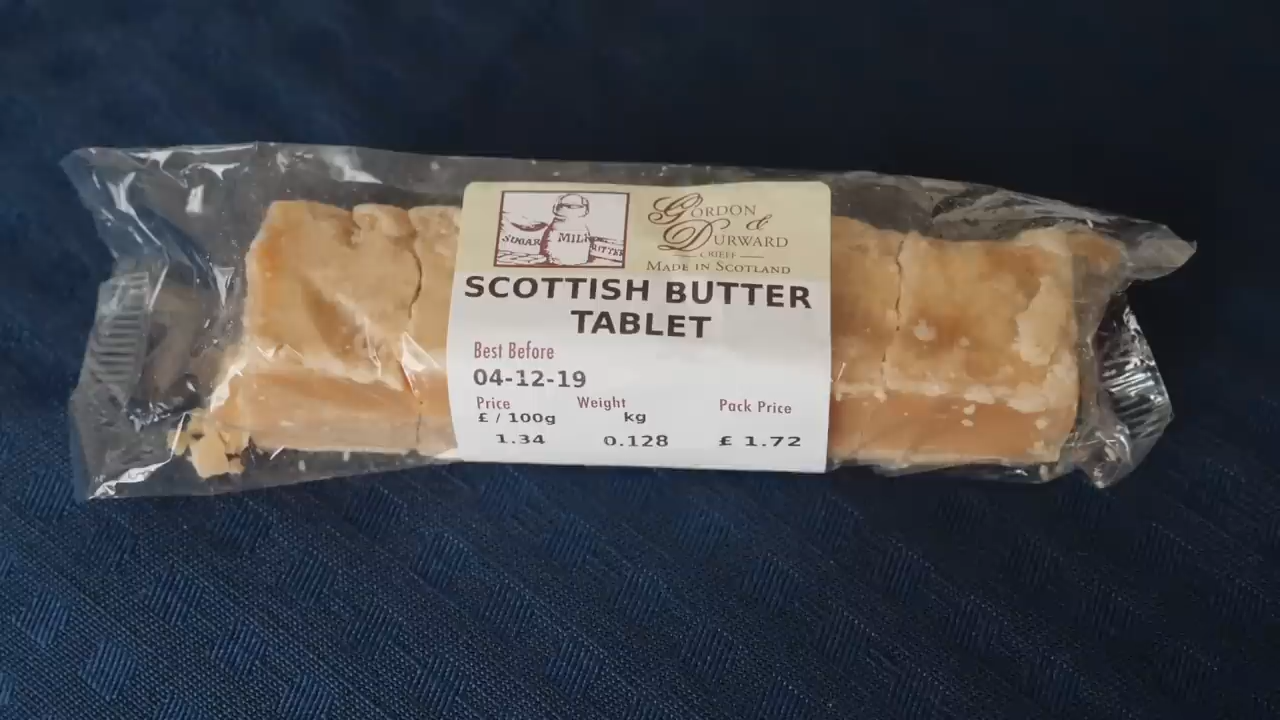 SUGAR MILK BUTTER
GORDON
&
DURWARD
CRIEFF
MADE IN SCOTLAND
SCOTTISH BUTTER
TABLET
Best Before
04-12-19
Price Weight Pack Price
£ / 100g kg
1.34 0.128 £ 1.72